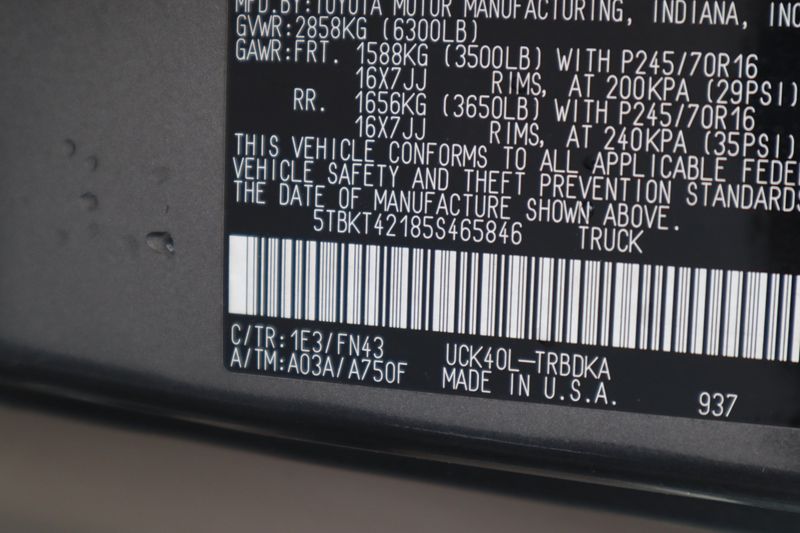 MFD.BY:TOYOTA MOTOR MANUFACTURING, INDIANA, INC
GVWR:2858KG (6300LB)
GAWR:FRT. 1588KG (3500LB) WITH P245/70R16
16X7JJ RIMS, AT 200KPA (29PSI)
RR. 1656KG (3650LB) WITH P245/70R16
16X7JJ RIMS, AT 240KPA (35PSI)
THIS VEHICLE CONFORMS TO ALL APPLICABLE FEDE
VEHICLE SAFETY AND THEFT PREVENTION STANDARDS
THE DATE OF MANUFACTURE SHOWN ABOVE.
5TBKT42185S465846 TRUCK
C/TR:1E3/FN43 UCK40L-TRBDKA
A/TM:A03A/A750F MADE IN U.S.A. 937